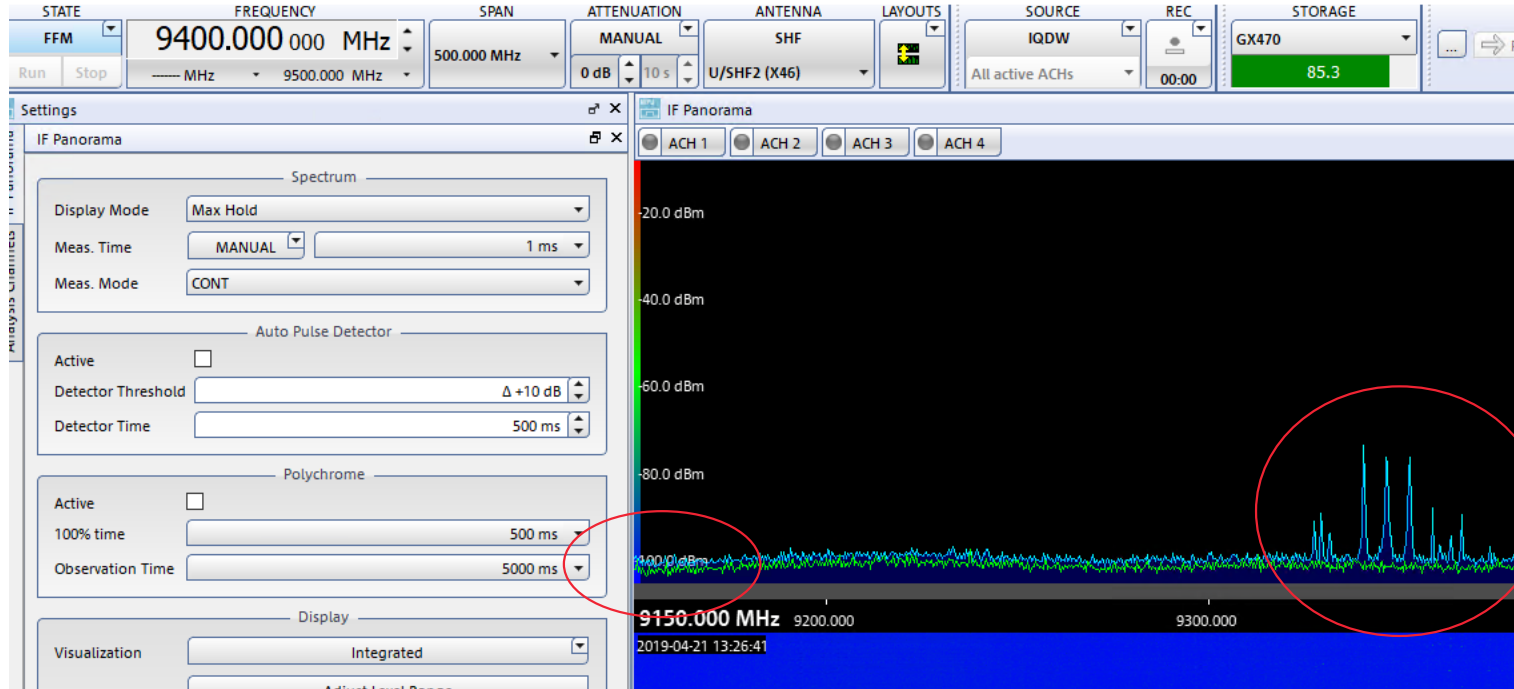 STATE FREQUENCY SPAN ATTENUATION ANTENNA LAYOUTS SOURCE REC STORAGE
FFM 9400.000 000 MHz 500.000 MHz MANUAL SHF IQDW GX470
Run Stop ------- MHz 9500.000 MHz 0 dB 10 s U/SHF2 (X46) All active ACHs 00:00 85.3 ...
Settings
IF Panorama
Spectrum
Display Mode Max Hold
Meas. Time MANUAL 1 ms
Meas. Mode CONT
Auto Pulse Detector
Active
Detector Threshold Δ +10 dB
Detector Time 500 ms
Polychrome
Active
100% time 500 ms
Observation Time 5000 ms
Display
Visualization Integrated
Analysis Channels
IF Panorama
ACH 1 ACH 2 ACH 3 ACH 4
-20.0 dBm
-40.0 dBm
-60.0 dBm
-80.0 dBm
-100.0 dBm
9150.000 MHz 9200.000 9300.000
2019-04-21 13:26:41